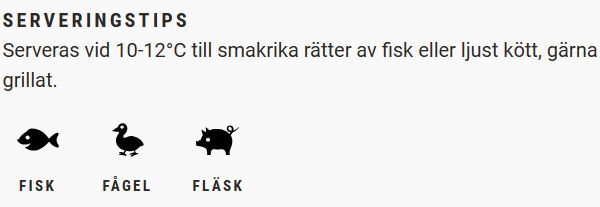 SERVERINGSTIPS
Serveras vid 10-12°C till smakrika rätter av fisk eller ljust kött, gärna
grillat.
FISK FÅGEL FLÄSK